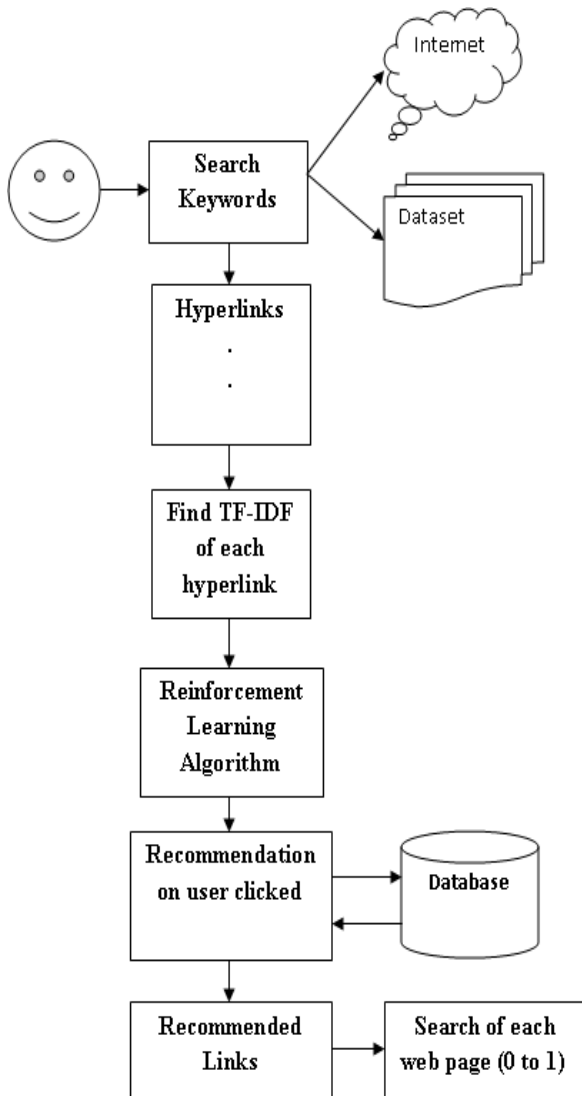 Internet
Search
Keywords
Dataset
Hyperlinks
.
.
Find TF-IDF
of each
hyperlink
Reinforcement
Learning
Algorithm
Recommendation
on user clicked
Database
Recommended
Links
Search of each
web page (0 to 1)